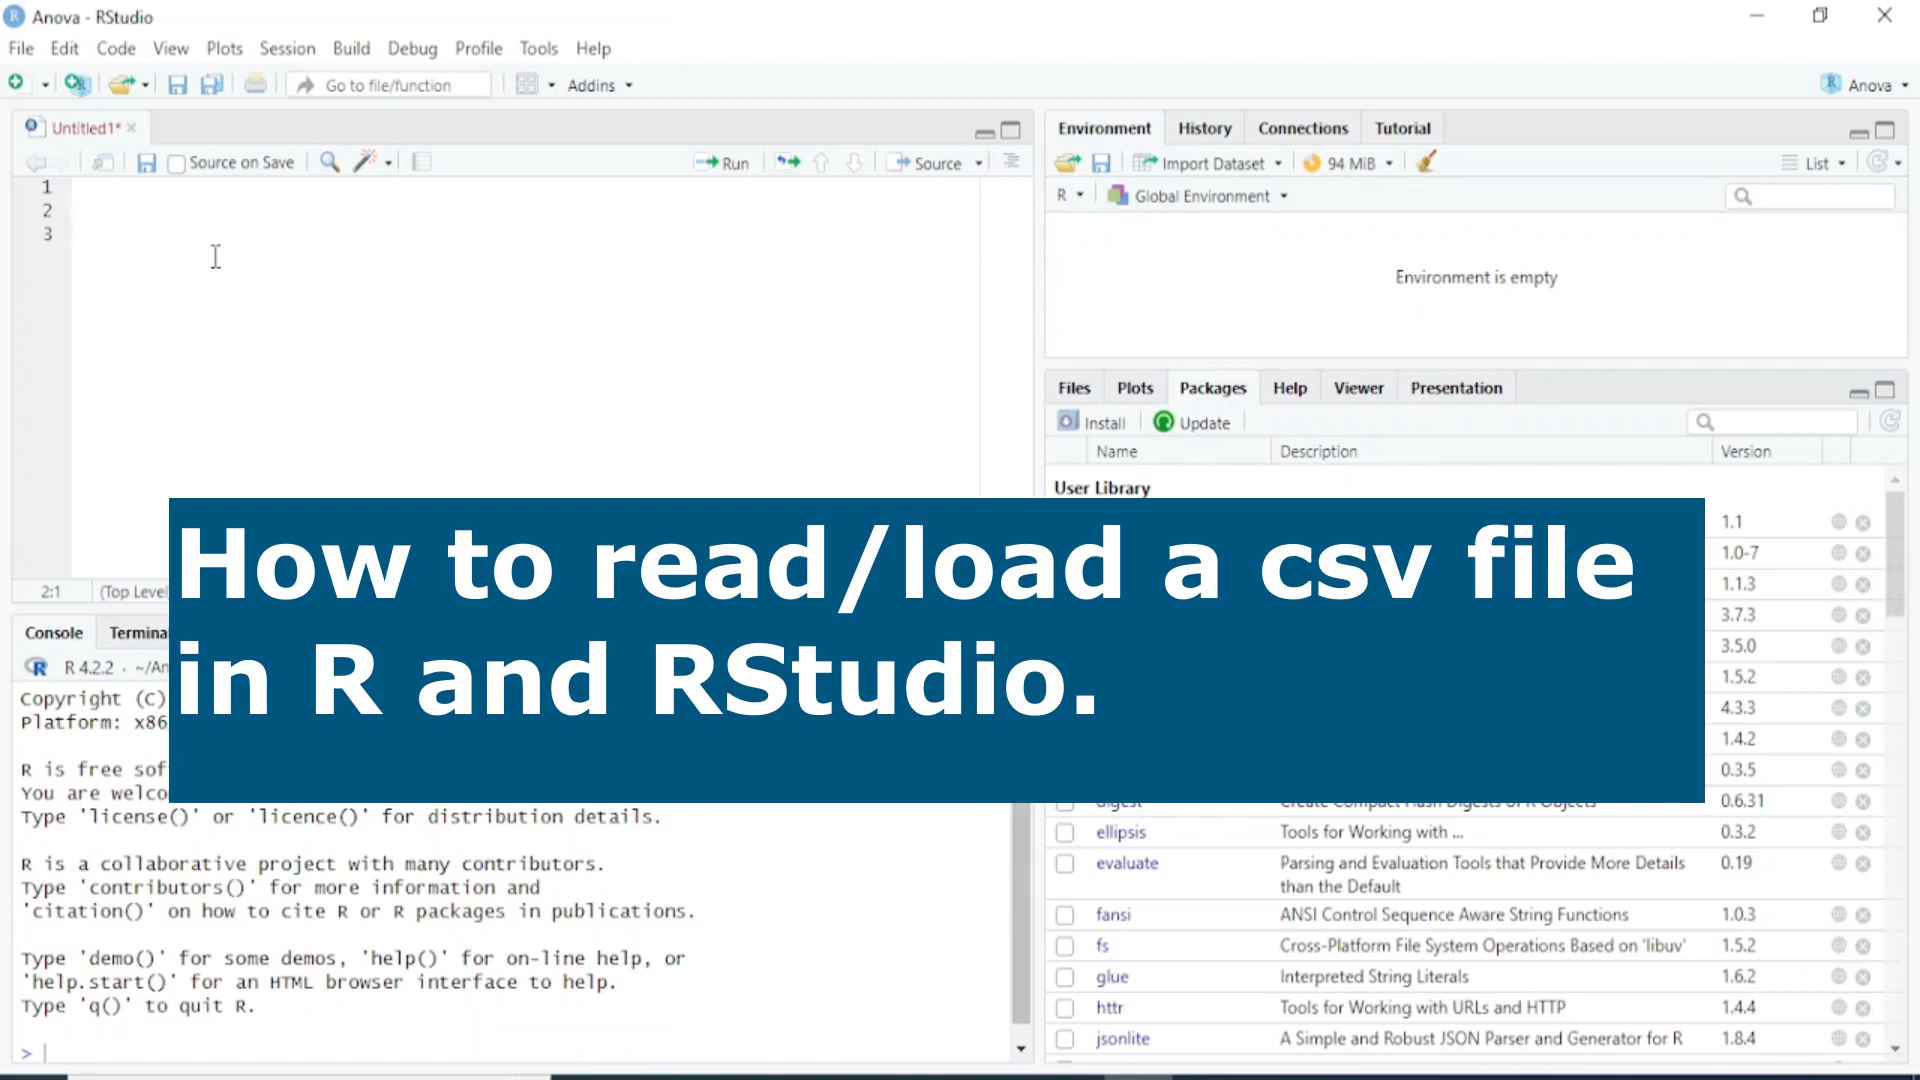 Anova - RStudio
File Edit Code View Plots Session Build Debug Profile Tools Help
Go to file/function Addins Anova
Untitled1*
Source on Save Run Source
1
2
3
2:1 (Top Level
Console Terminal
R 4.2.2 · ~/An
Copyright (C)
Platform: x86
R is free sof
You are welco
Type 'license()' or 'licence()' for distribution details.
R is a collaborative project with many contributors.
Type 'contributors()' for more information and
'citation()' on how to cite R or R packages in publications.
Type 'demo()' for some demos, 'help()' for on-line help, or
'help.start()' for an HTML browser interface to help.
Type 'q()' to quit R.
>
Environment History Connections Tutorial
Import Dataset 94 MiB List
R Global Environment
Environment is empty
Files Plots Packages Help Viewer Presentation
Install Update
Name Description Version
User Library
How to read/load a csv file
in R and RStudio.
1.1
1.0-7
1.1.3
3.7.3
3.5.0
1.5.2
4.3.3
1.4.2
0.3.5
digest Create Compact Hash Digests of R Objects 0.6.31
ellipsis Tools for Working with ... 0.3.2
evaluate Parsing and Evaluation Tools that Provide More Details 0.19
than the Default
fansi ANSI Control Sequence Aware String Functions 1.0.3
fs Cross-Platform File System Operations Based on 'libuv' 1.5.2
glue Interpreted String Literals 1.6.2
httr Tools for Working with URLs and HTTP 1.4.4
jsonlite A Simple and Robust JSON Parser and Generator for R 1.8.4